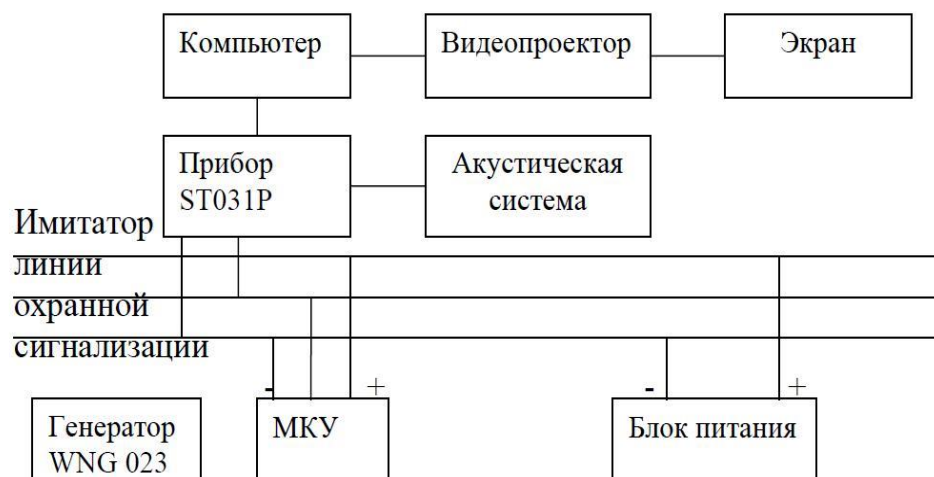 Компьютер
Видеопроектор
Экран
Прибор
ST031P
Акустическая
система
Имитатор
линии
охранной
сигнализации
- + - +
Генератор
WNG 023
МКУ
Блок питания